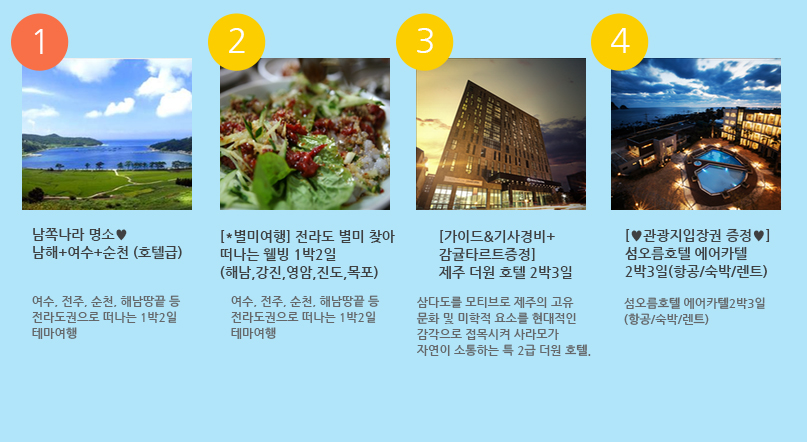 1
남쪽나라 명소♥
남해+여수+순천 (호텔급)
여수, 전주, 순천, 해남땅끝 등
전라도권으로 떠나는 1박2일
테마여행
2
[*별미여행] 전라도 별미 찾아
떠나는 웰빙 1박2일
(해남,강진,영암,진도,목포)
여수, 전주, 순천, 해남땅끝 등
전라도권으로 떠나는 1박2일
테마여행
3
[가이드&기사경비+
감귤타르트증정]
제주 더원 호텔 2박3일
삼다도를 모티브로 제주의 고유
문화 및 미학적 요소를 현대적인
감각으로 접목시켜 사라모가
자연이 소통하는 특 2급 더원 호텔.
4
[♥관광지입장권 증정♥]
섬오름호텔 에어카텔
2박3일(항공/숙박/렌트)
섬오름호텔 에어카텔2박3일
(항공/숙박/렌트)